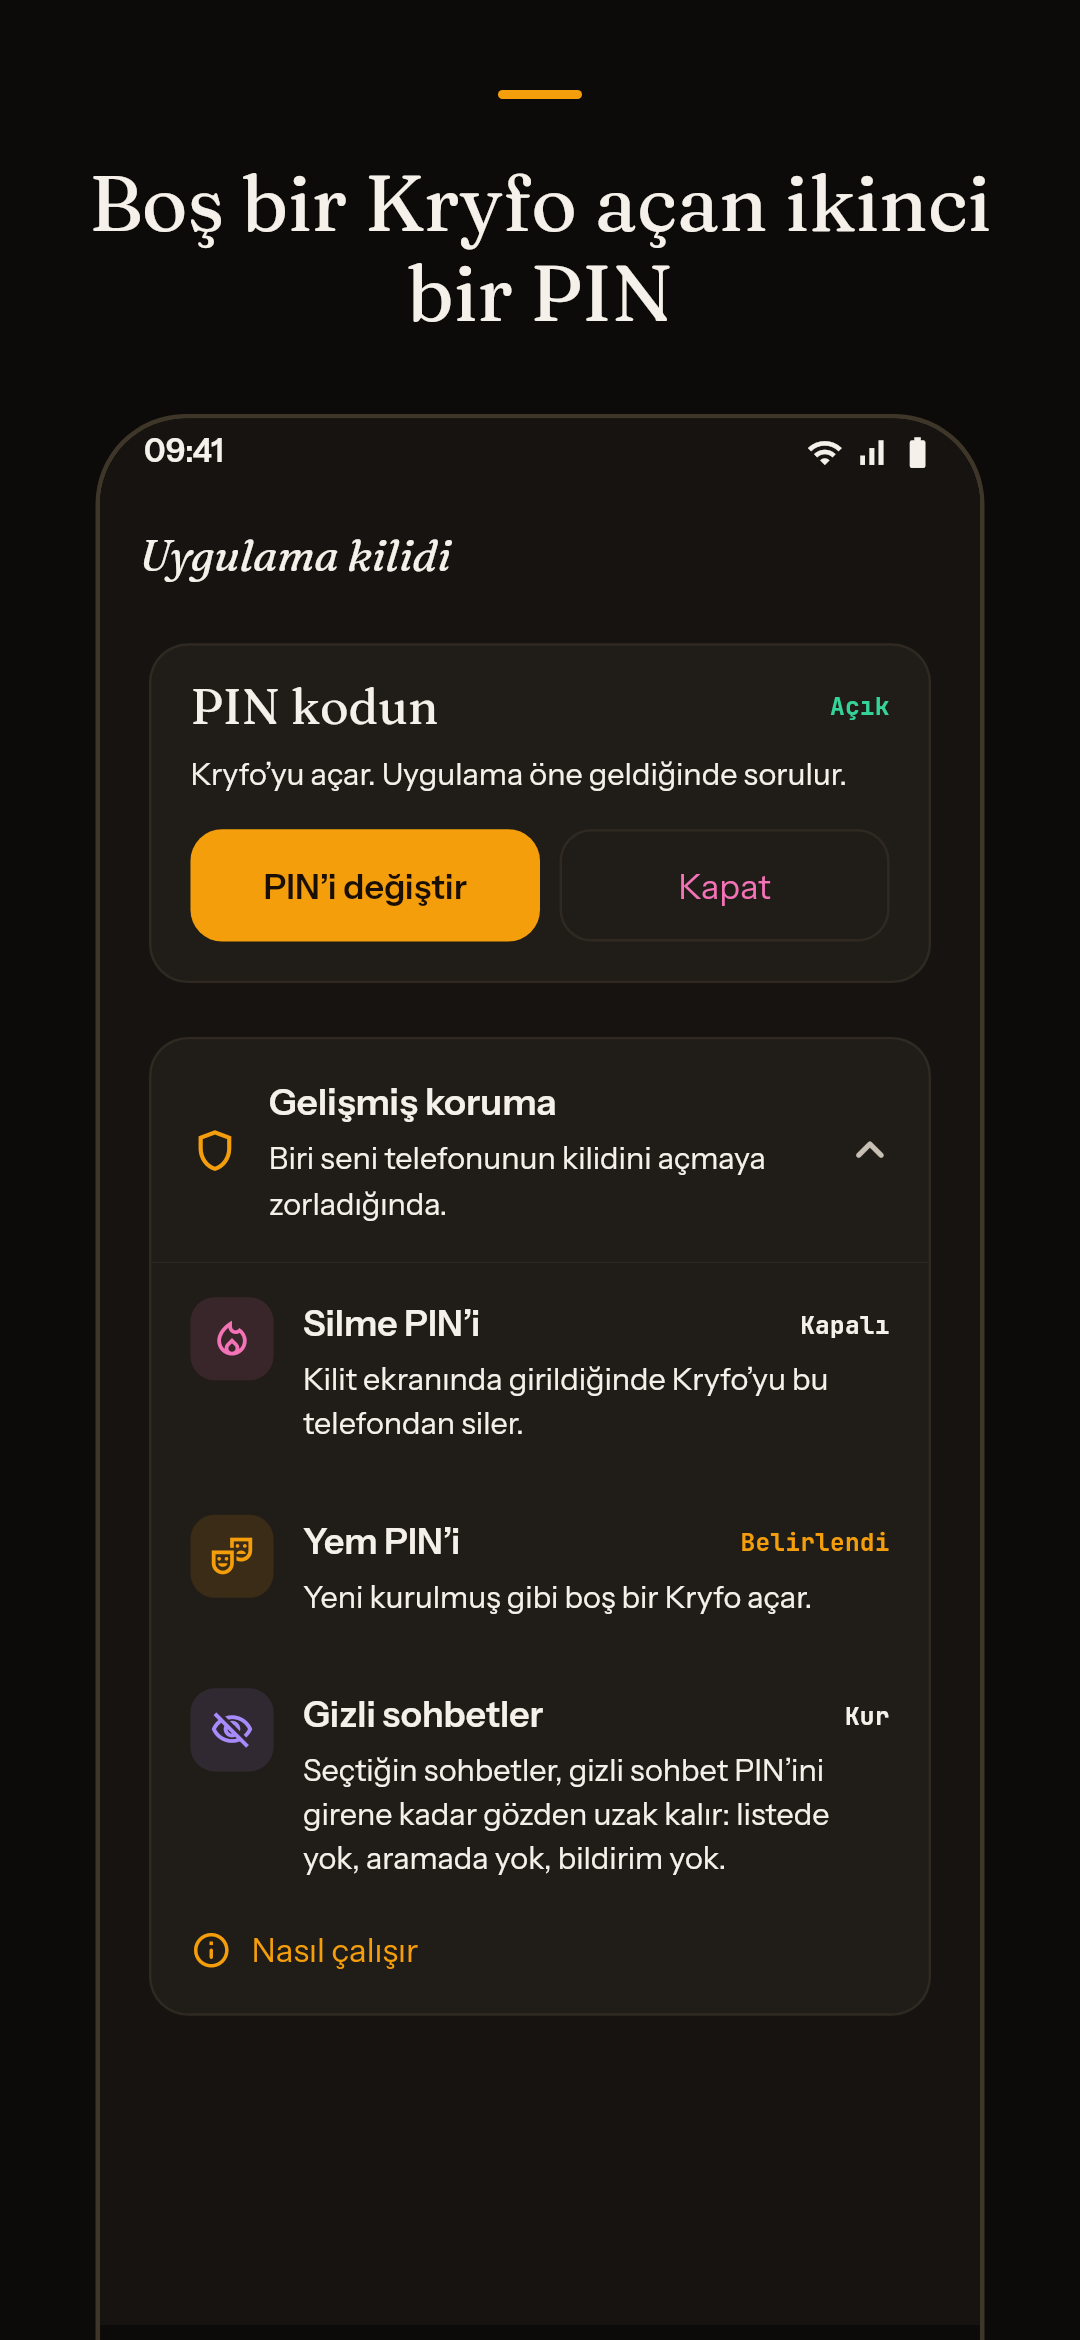 Boş bir Kryfo açan ikinci
bir PIN
09:41
Uygulama kilidi
PIN kodun
Açık
Kryfo’yu açar. Uygulama öne geldiğinde sorulur.
PIN’i değiştir
Kapat
Gelişmiş koruma
Biri seni telefonunun kilidini açmaya
zorladığında.
Silme PIN’i
Kapalı
Kilit ekranında girildiğinde Kryfo’yu bu
telefondan siler.
Yem PIN’i
Belirlendi
Yeni kurulmuş gibi boş bir Kryfo açar.
Gizli sohbetler
Kur
Seçtiğin sohbetler, gizli sohbet PIN’ini
girene kadar gözden uzak kalır: listede
yok, aramada yok, bildirim yok.
Nasıl çalışır